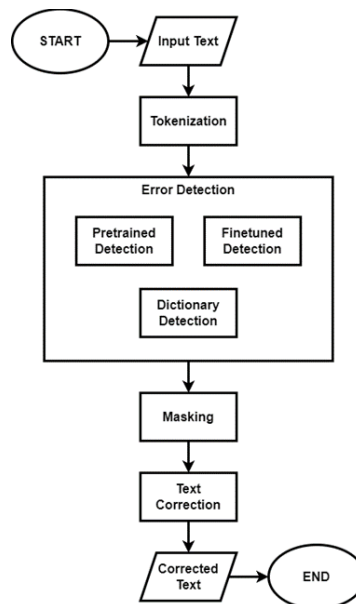 START
Input Text
Tokenization
Error Detection
Pretrained
Detection
Finetuned
Detection
Dictionary
Detection
Masking
Text
Correction
Corrected
Text
END